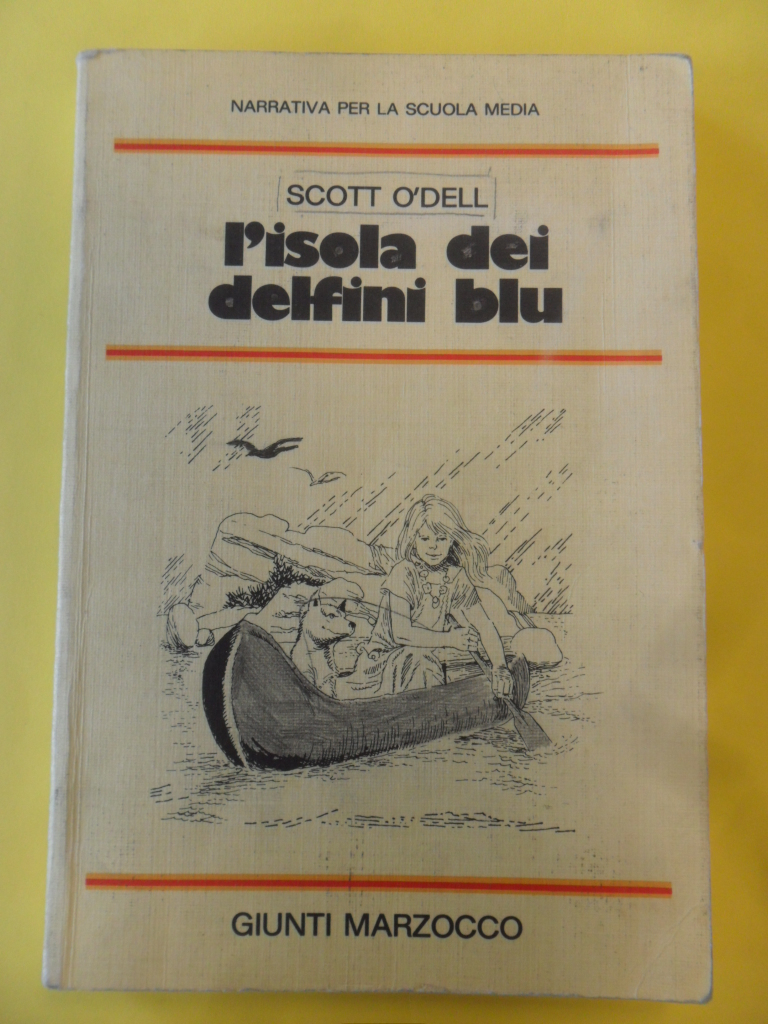 NARRATIVA PER LA SCUOLA MEDIA
SCOTT O'DELL
l'isola dei
delfini blu
GIUNTI MARZOCCO